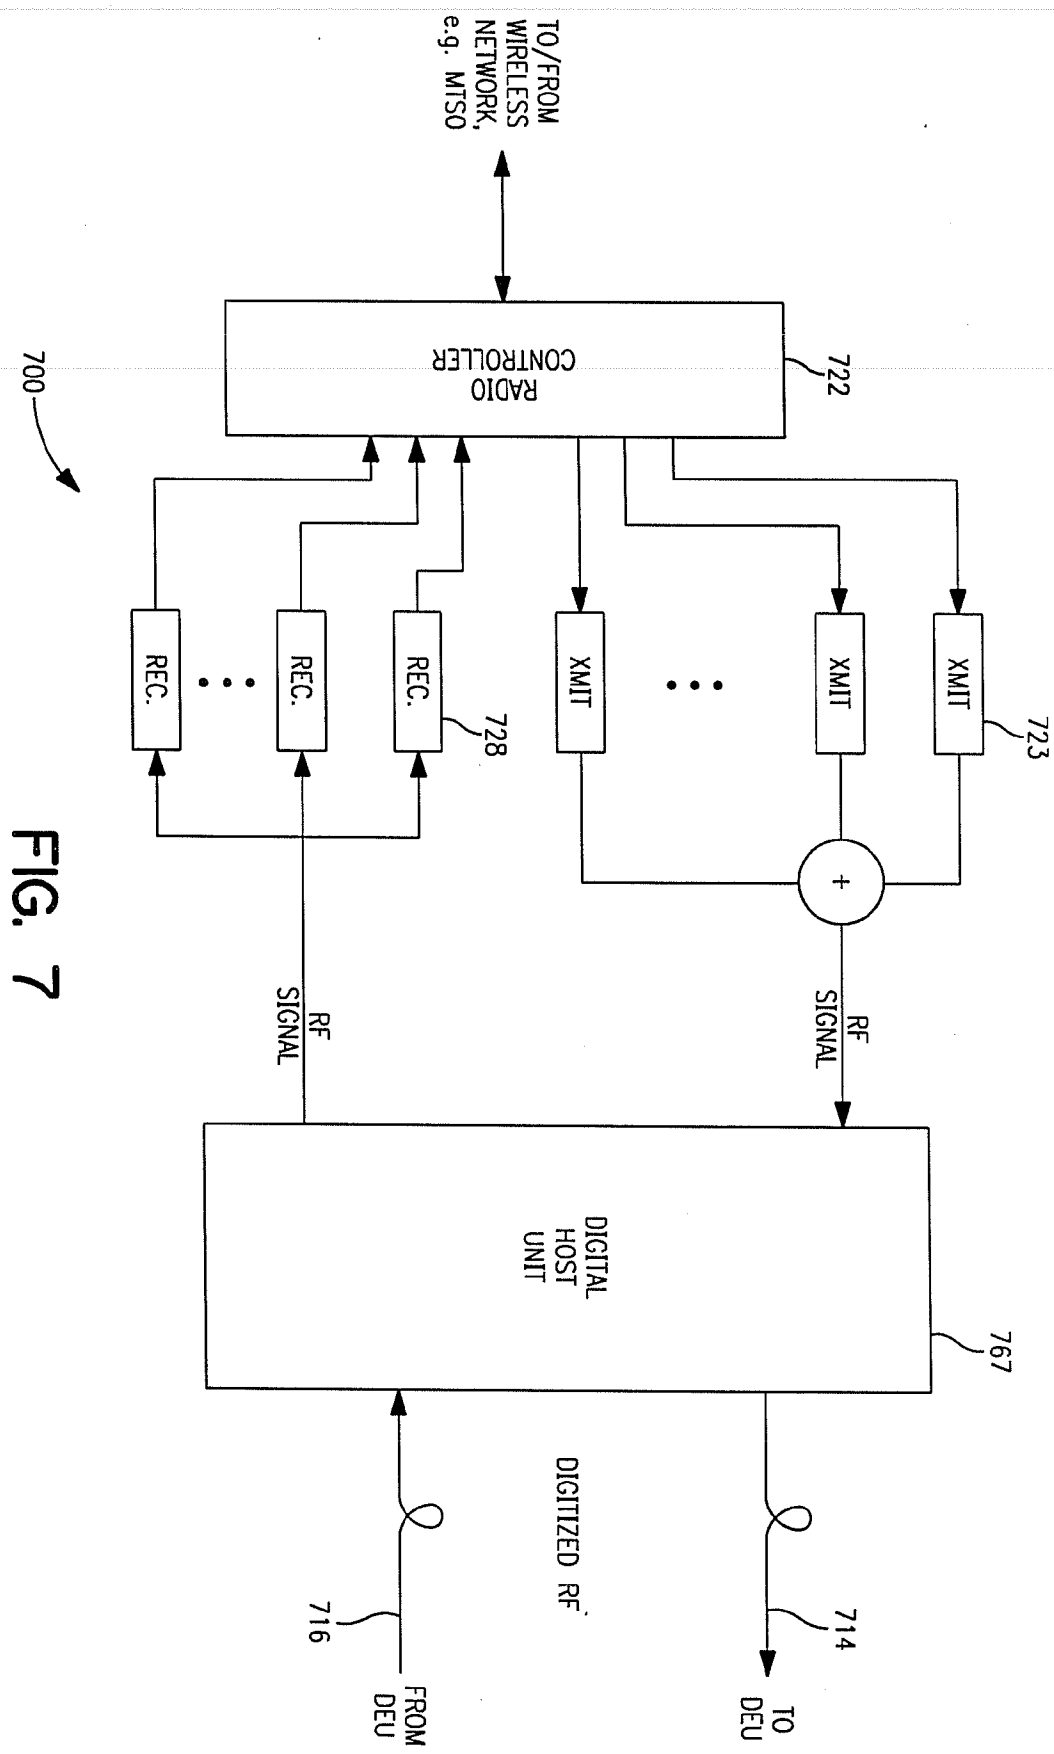 TO/FROM
WIRELESS
NETWORK,
e.g. MTSO
722
RADIO
CONTROLLER
700
723
XMIT
XMIT
XMIT
728
REC.
REC.
REC.
+
RF
SIGNAL
RF
SIGNAL
767
DIGITAL
HOST
UNIT
714
TO
DEU
DIGITIZED RF
716
FROM
DEU
FIG. 7